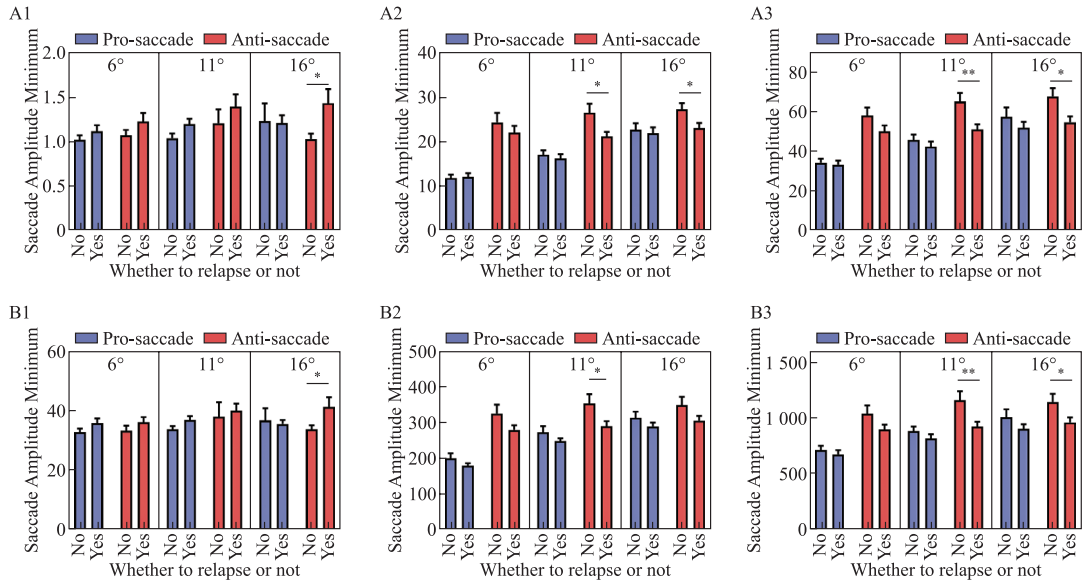 A1
Pro-saccade Anti-saccade
2.0 6° 11° 16°
*
1.5
1.0
0.5
0
Saccade Amplitude Minimum
No Yes No Yes No Yes No Yes No Yes No Yes
Whether to relapse or not
A2
Pro-saccade Anti-saccade
40 6° 11° 16°
* *
30
20
10
0
Saccade Amplitude Minimum
No Yes No Yes No Yes No Yes No Yes No Yes
Whether to relapse or not
A3
Pro-saccade Anti-saccade
6° 11° 16°
80
** *
60
40
20
0
Saccade Amplitude Minimum
No Yes No Yes No Yes No Yes No Yes No Yes
Whether to relapse or not
B1
Pro-saccade Anti-saccade
60 6° 11° 16°
*
40
20
0
Saccade Amplitude Minimum
No Yes No Yes No Yes No Yes No Yes No Yes
Whether to relapse or not
B2
Pro-saccade Anti-saccade
500 6° 11° 16°
*
400
300
200
100
0
Saccade Amplitude Minimum
No Yes No Yes No Yes No Yes No Yes No Yes
Whether to relapse or not
B3
Pro-saccade Anti-saccade
1 500 6° 11° 16°
** *
1 000
500
0
Saccade Amplitude Minimum
No Yes No Yes No Yes No Yes No Yes No Yes
Whether to relapse or not